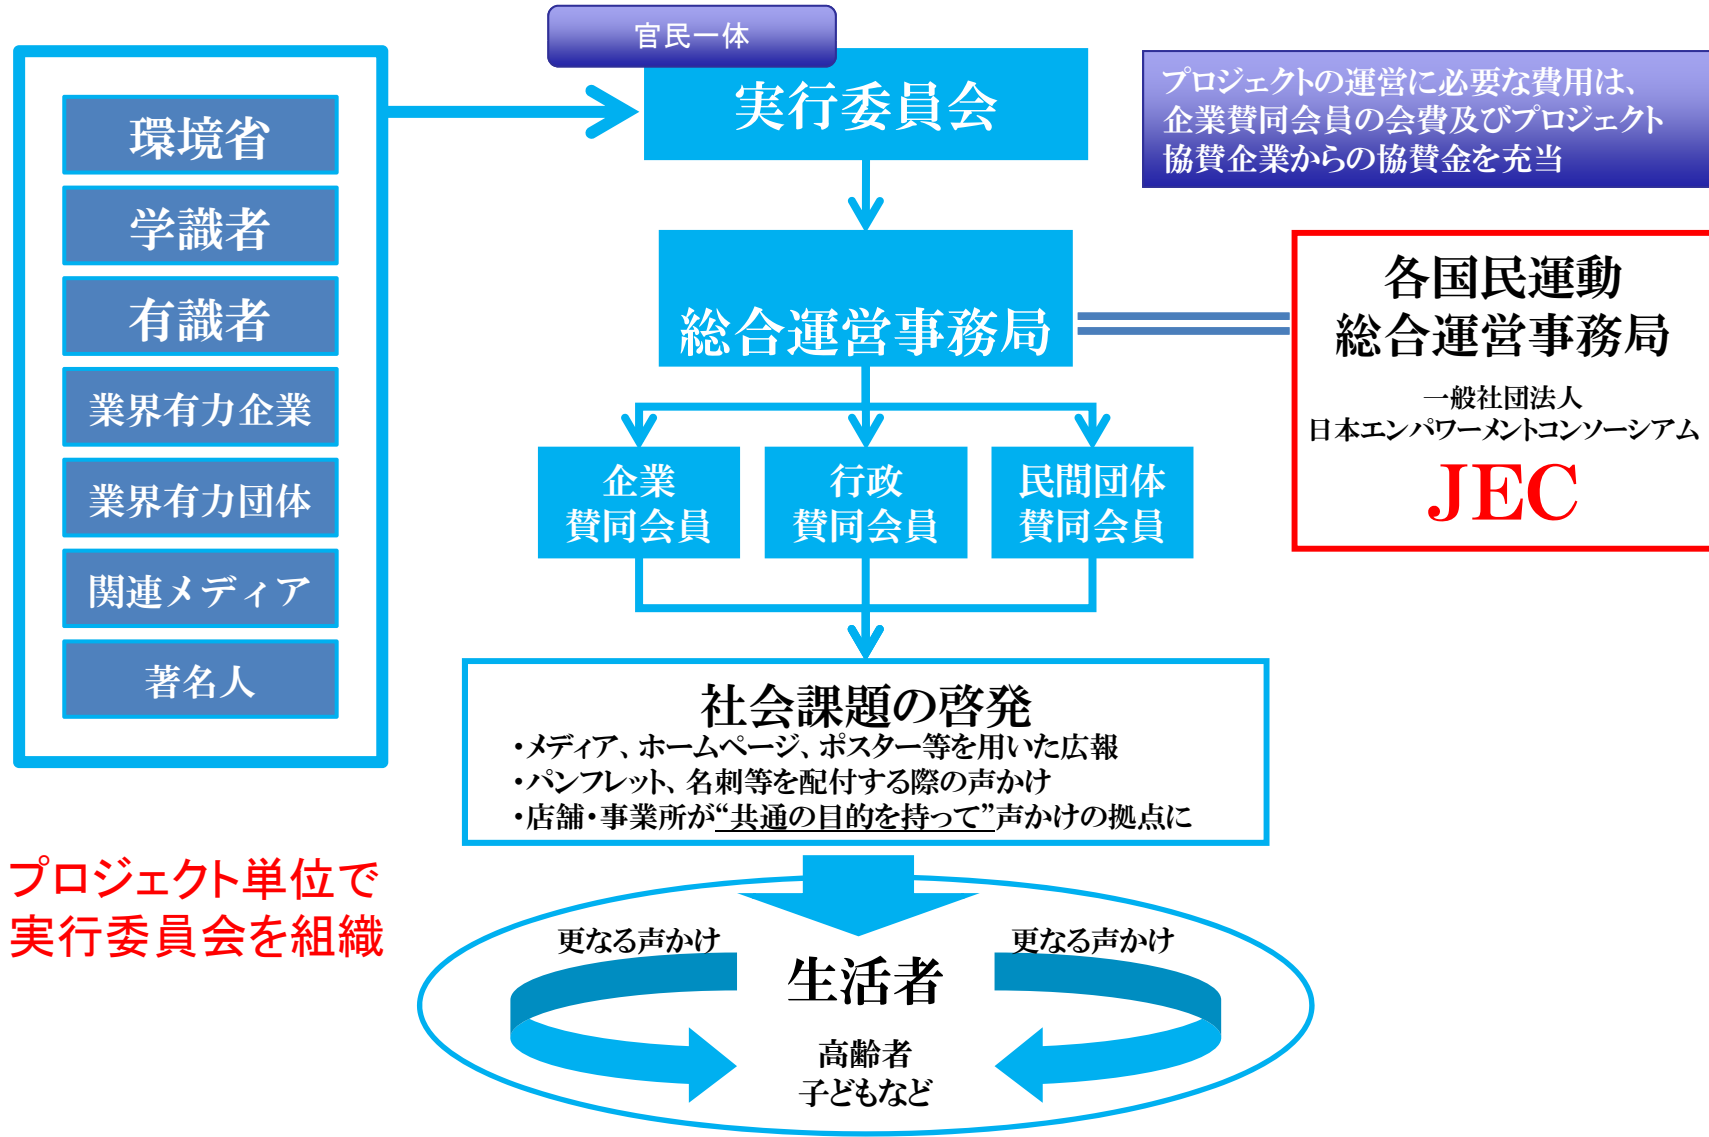 官民一体
実行委員会
プロジェクトの運営に必要な費用は、
企業賛同会員の会費及びプロジェクト
協賛企業からの協賛金を充当
環境省
学識者
有識者
業界有力企業
業界有力団体
関連メディア
著名人
総合運営事務局
各国民運動
総合運営事務局
一般社団法人
日本エンパワーメントコンソーシアム
JEC
企業
賛同会員
行政
賛同会員
民間団体
賛同会員
社会課題の啓発
・メディア、ホームページ、ポスター等を用いた広報
・パンフレット、名刺等を配付する際の声かけ
・店舗・事業所が“共通の目的を持って”声かけの拠点に
プロジェクト単位で
実行委員会を組織
更なる声かけ
更なる声かけ
生活者
高齢者
子どもなど